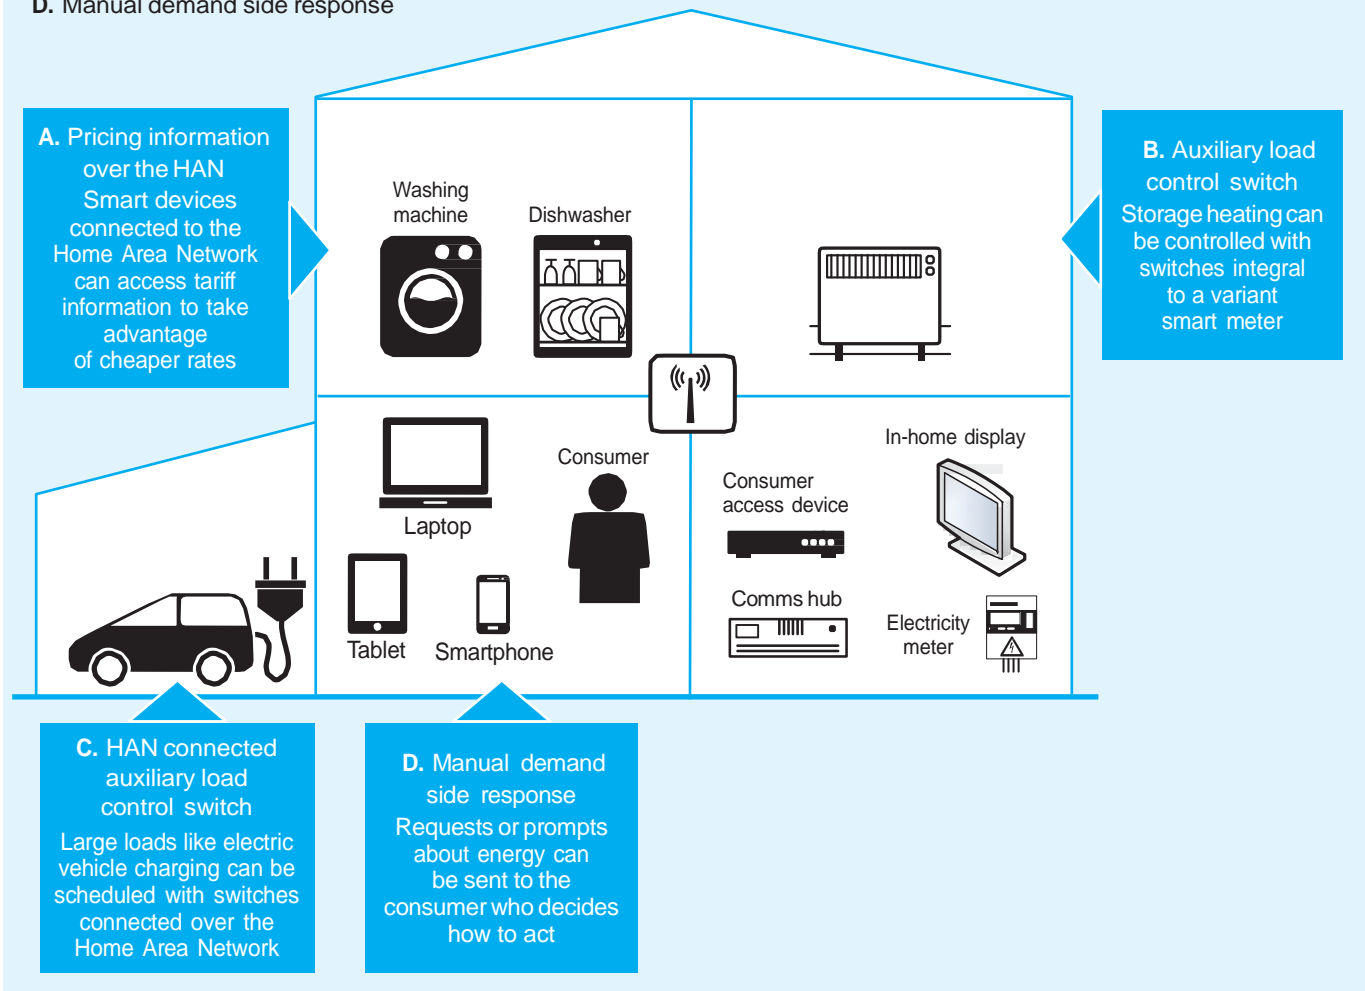 D. Manual demand side response
A. Pricing information
over the HAN
Smart devices
connected to the
Home Area Network
can access tariff
information to take
advantage
of cheaper rates
Washing
machine
Dishwasher
B. Auxiliary load
control switch
Storage heating can
be controlled with
switches integral
to a variant
smart meter
Laptop
Consumer
Tablet
Smartphone
In-home display
Consumer
access device
Comms hub
Electricity
meter
C. HAN connected
auxiliary load
control switch
Large loads like electric
vehicle charging can be
scheduled with switches
connected over the
Home Area Network
D. Manual demand
side response
Requests or prompts
about energy can
be sent to the
consumer who decides
how to act